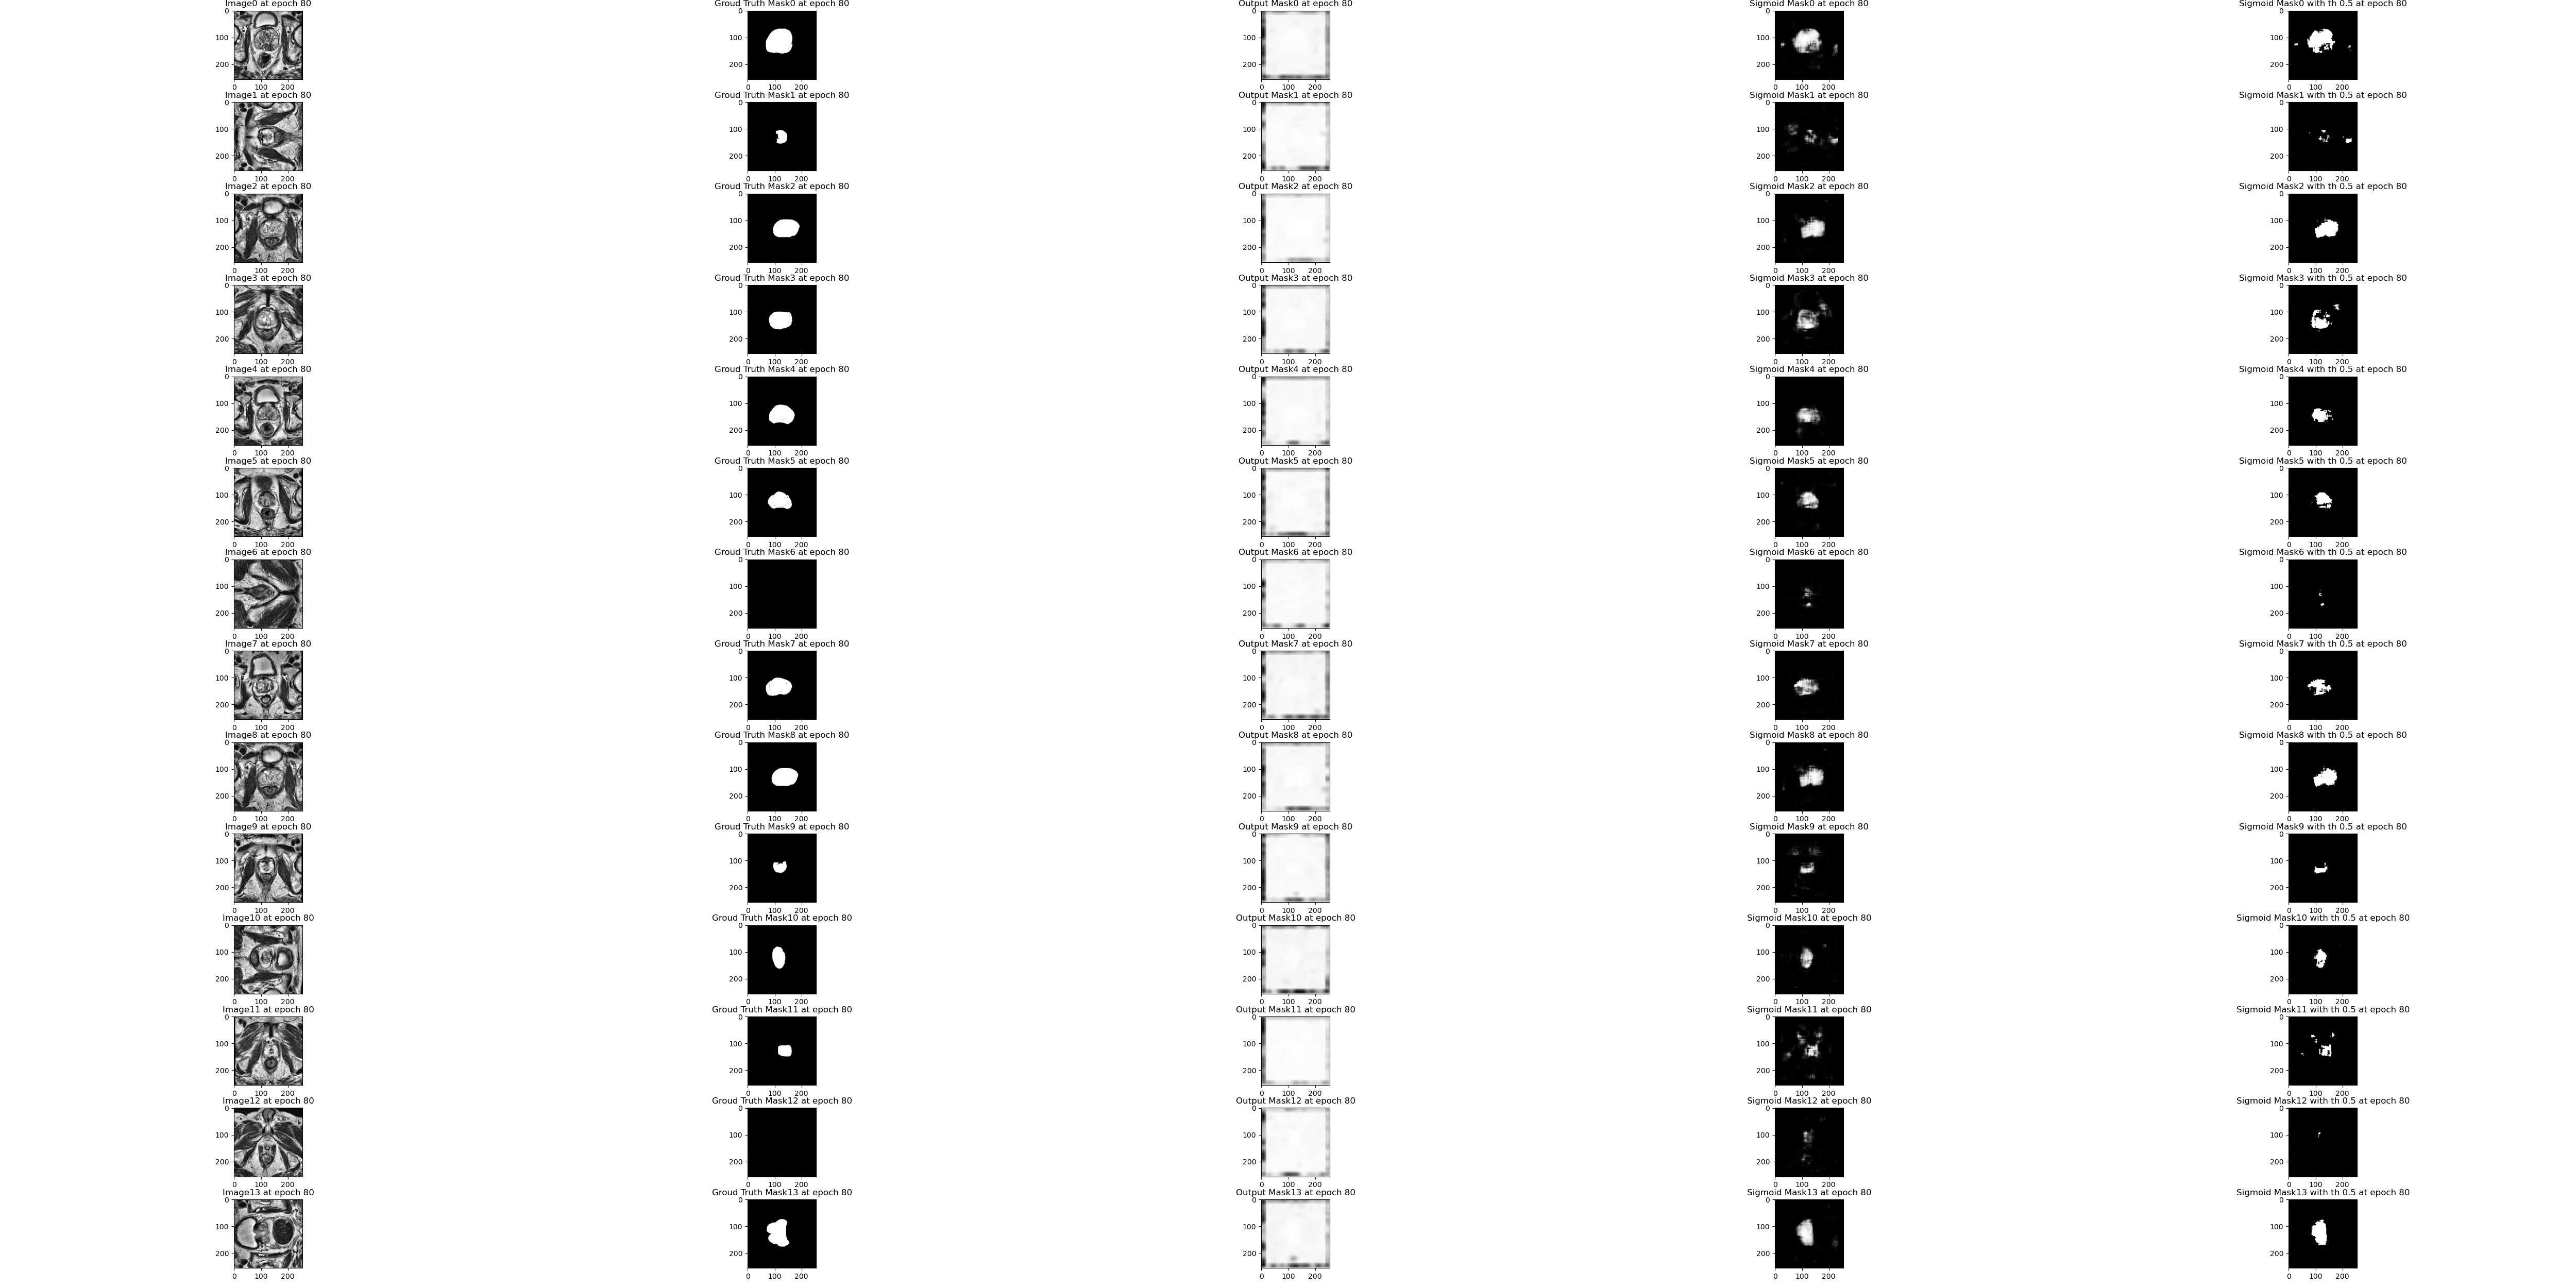 Image0 at epoch 80 Groud Truth Mask0 at epoch 80 Output Mask0 at epoch 80 Sigmoid Mask0 at epoch 80 Sigmoid Mask0 with th 0.5 at epoch 80
0 0 0 0 0
100 100 100 100 100
200 200 200 200 200
0 100 200 0 100 200 0 100 200 0 100 200 0 100 200
Image1 at epoch 80 Groud Truth Mask1 at epoch 80 Output Mask1 at epoch 80 Sigmoid Mask1 at epoch 80 Sigmoid Mask1 with th 0.5 at epoch 80
0 0 0 0 0
100 100 100 100 100
200 200 200 200 200
0 100 200 0 100 200 0 100 200 0 100 200 0 100 200
Image2 at epoch 80 Groud Truth Mask2 at epoch 80 Output Mask2 at epoch 80 Sigmoid Mask2 at epoch 80 Sigmoid Mask2 with th 0.5 at epoch 80
0 0 0 0 0
100 100 100 100 100
200 200 200 200 200
0 100 200 0 100 200 0 100 200 0 100 200 0 100 200
Image3 at epoch 80 Groud Truth Mask3 at epoch 80 Output Mask3 at epoch 80 Sigmoid Mask3 at epoch 80 Sigmoid Mask3 with th 0.5 at epoch 80
0 0 0 0 0
100 100 100 100 100
200 200 200 200 200
0 100 200 0 100 200 0 100 200 0 100 200 0 100 200
Image4 at epoch 80 Groud Truth Mask4 at epoch 80 Output Mask4 at epoch 80 Sigmoid Mask4 at epoch 80 Sigmoid Mask4 with th 0.5 at epoch 80
0 0 0 0 0
100 100 100 100 100
200 200 200 200 200
0 100 200 0 100 200 0 100 200 0 100 200 0 100 200
Image5 at epoch 80 Groud Truth Mask5 at epoch 80 Output Mask5 at epoch 80 Sigmoid Mask5 at epoch 80 Sigmoid Mask5 with th 0.5 at epoch 80
0 0 0 0 0
100 100 100 100 100
200 200 200 200 200
0 100 200 0 100 200 0 100 200 0 100 200 0 100 200
Image6 at epoch 80 Groud Truth Mask6 at epoch 80 Output Mask6 at epoch 80 Sigmoid Mask6 at epoch 80 Sigmoid Mask6 with th 0.5 at epoch 80
0 0 0 0 0
100 100 100 100 100
200 200 200 200 200
0 100 200 0 100 200 0 100 200 0 100 200 0 100 200
Image7 at epoch 80 Groud Truth Mask7 at epoch 80 Output Mask7 at epoch 80 Sigmoid Mask7 at epoch 80 Sigmoid Mask7 with th 0.5 at epoch 80
0 0 0 0 0
100 100 100 100 100
200 200 200 200 200
0 100 200 0 100 200 0 100 200 0 100 200 0 100 200
Image8 at epoch 80 Groud Truth Mask8 at epoch 80 Output Mask8 at epoch 80 Sigmoid Mask8 at epoch 80 Sigmoid Mask8 with th 0.5 at epoch 80
0 0 0 0 0
100 100 100 100 100
200 200 200 200 200
0 100 200 0 100 200 0 100 200 0 100 200 0 100 200
Image9 at epoch 80 Groud Truth Mask9 at epoch 80 Output Mask9 at epoch 80 Sigmoid Mask9 at epoch 80 Sigmoid Mask9 with th 0.5 at epoch 80
0 0 0 0 0
100 100 100 100 100
200 200 200 200 200
0 100 200 0 100 200 0 100 200 0 100 200 0 100 200
Image10 at epoch 80 Groud Truth Mask10 at epoch 80 Output Mask10 at epoch 80 Sigmoid Mask10 at epoch 80 Sigmoid Mask10 with th 0.5 at epoch 80
0 0 0 0 0
100 100 100 100 100
200 200 200 200 200
0 100 200 0 100 200 0 100 200 0 100 200 0 100 200
Image11 at epoch 80 Groud Truth Mask11 at epoch 80 Output Mask11 at epoch 80 Sigmoid Mask11 at epoch 80 Sigmoid Mask11 with th 0.5 at epoch 80
0 0 0 0 0
100 100 100 100 100
200 200 200 200 200
0 100 200 0 100 200 0 100 200 0 100 200 0 100 200
Image12 at epoch 80 Groud Truth Mask12 at epoch 80 Output Mask12 at epoch 80 Sigmoid Mask12 at epoch 80 Sigmoid Mask12 with th 0.5 at epoch 80
0 0 0 0 0
100 100 100 100 100
200 200 200 200 200
0 100 200 0 100 200 0 100 200 0 100 200 0 100 200
Image13 at epoch 80 Groud Truth Mask13 at epoch 80 Output Mask13 at epoch 80 Sigmoid Mask13 at epoch 80 Sigmoid Mask13 with th 0.5 at epoch 80
0 0 0 0 0
100 100 100 100 100
200 200 200 200 200
0 100 200 0 100 200 0 100 200 0 100 200 0 100 200